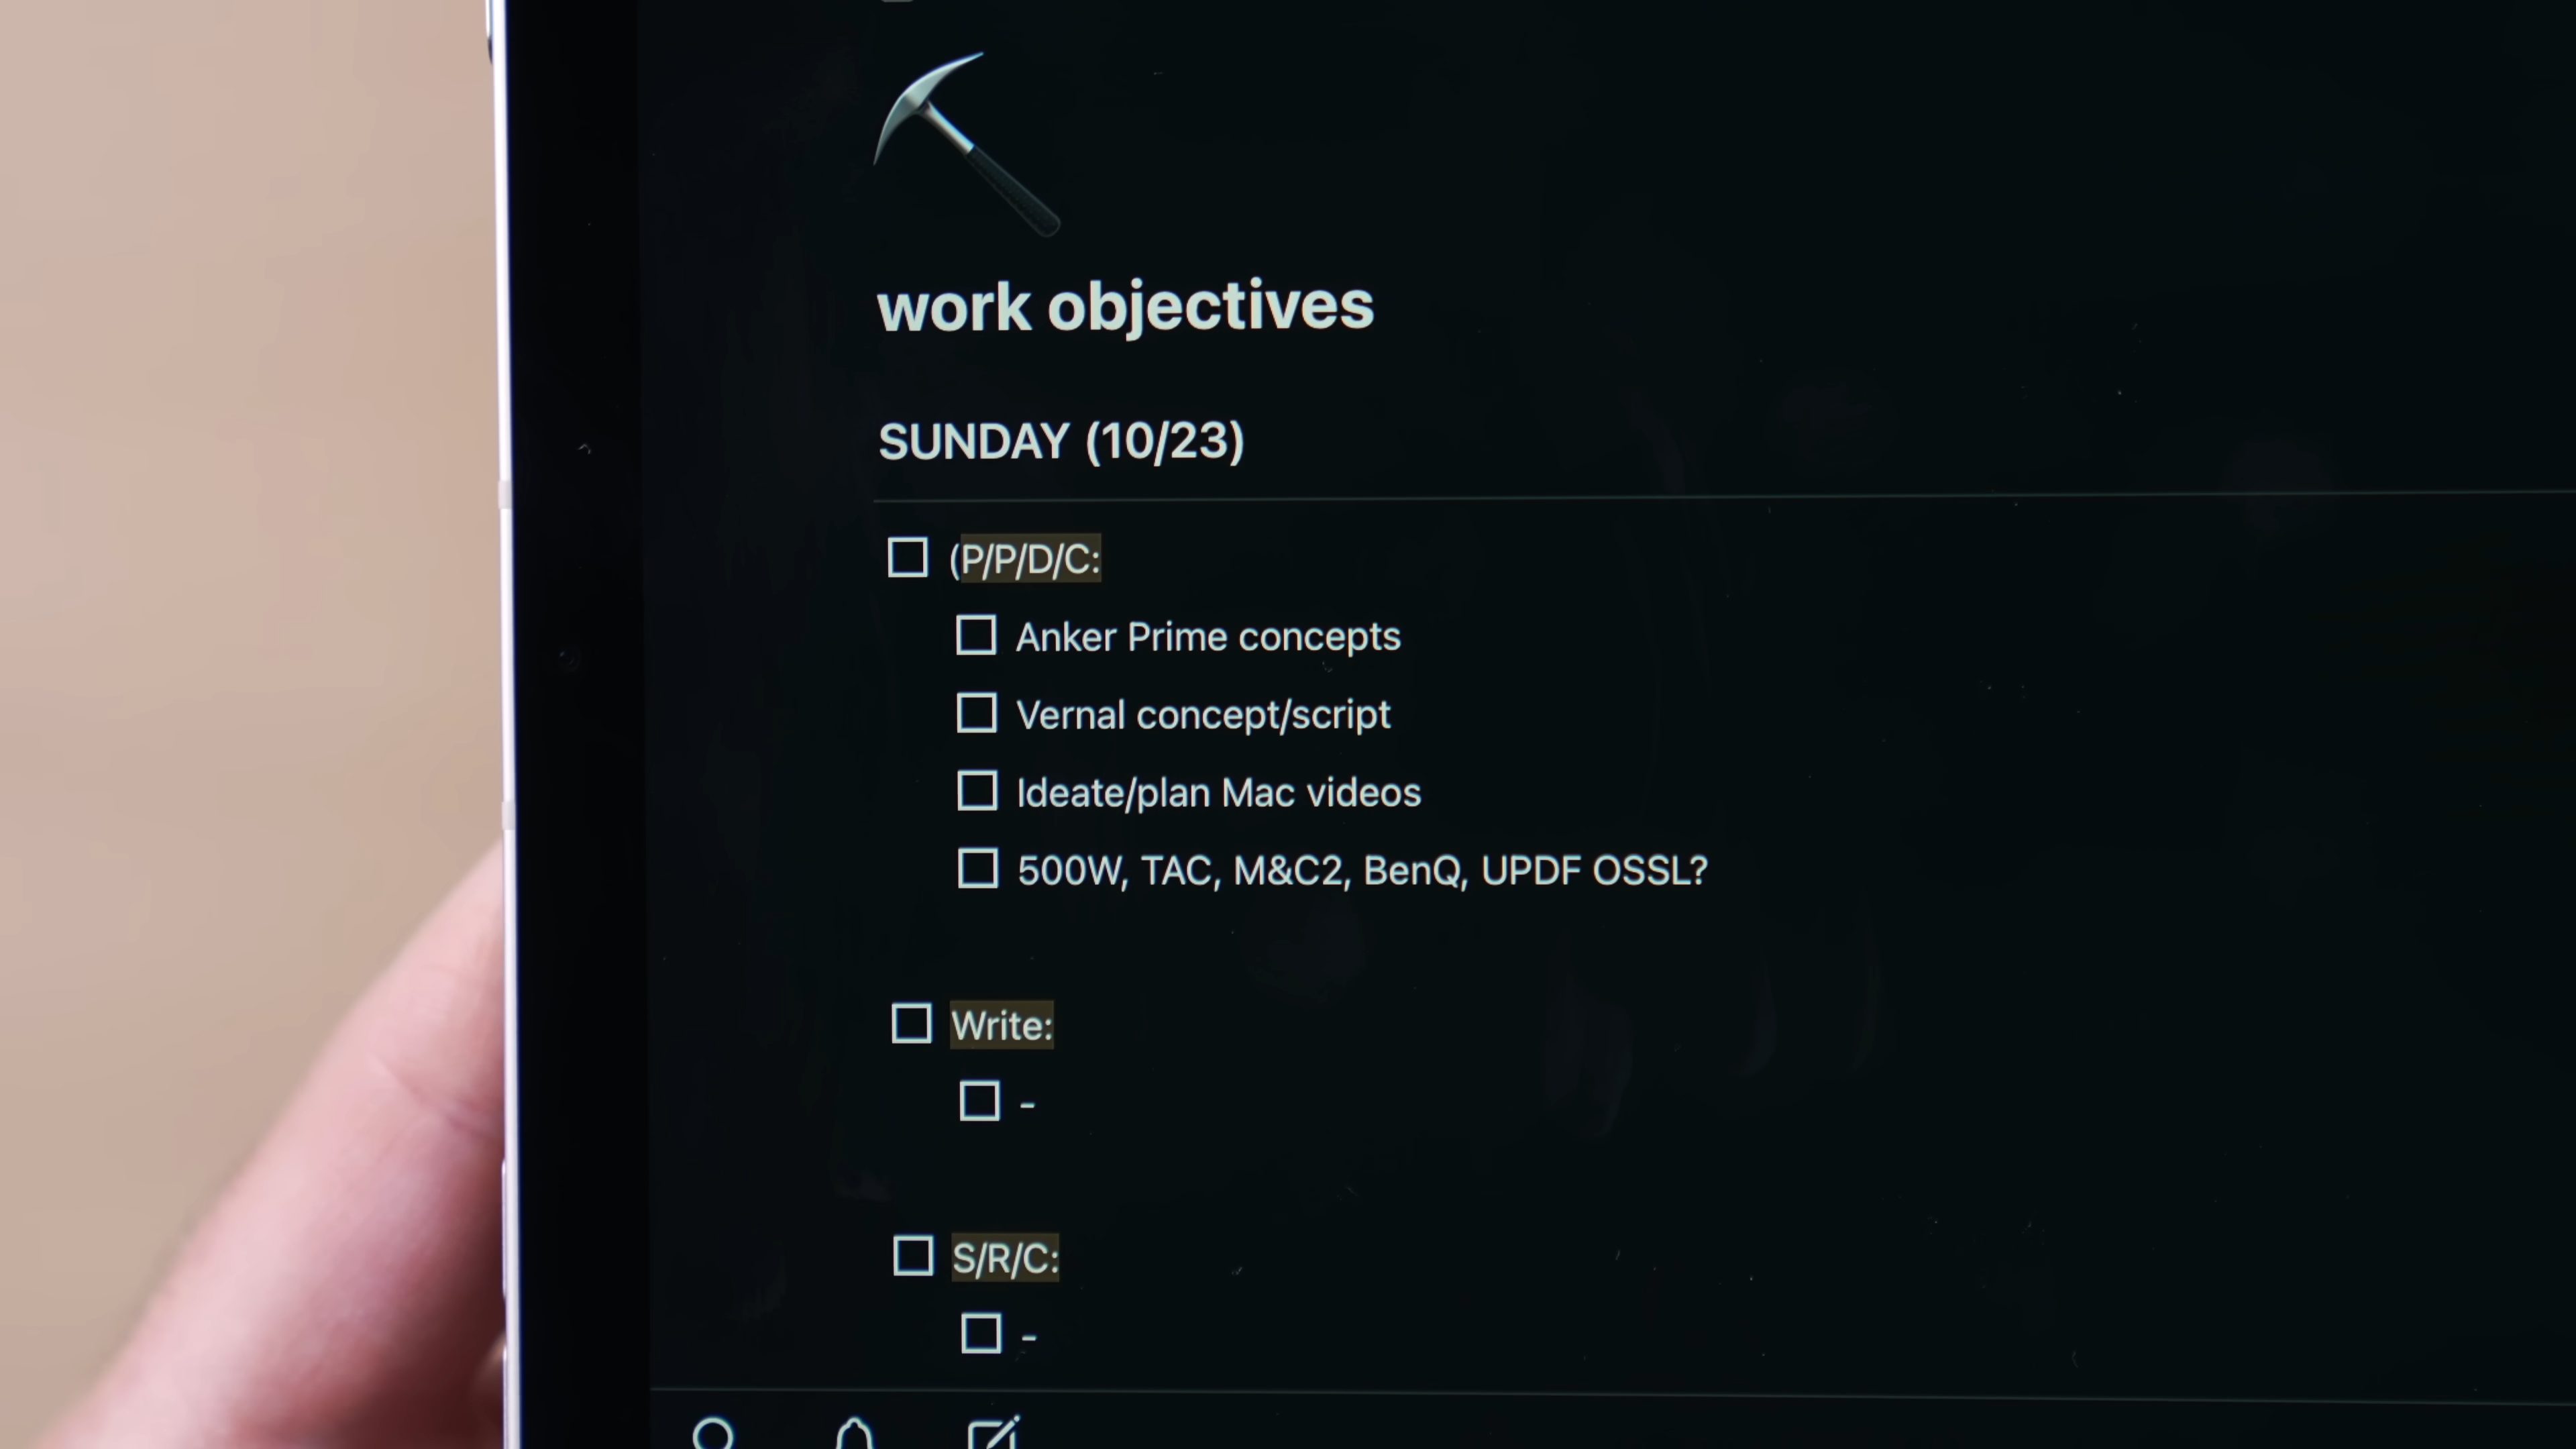 work objectives
SUNDAY (10/23)
(P/P/D/C:
Anker Prime concepts
Vernal concept/script
Ideate/plan Mac videos
500W, TAC, M&C2, BenQ, UPDF OSSL?
Write:
-
S/R/C:
-